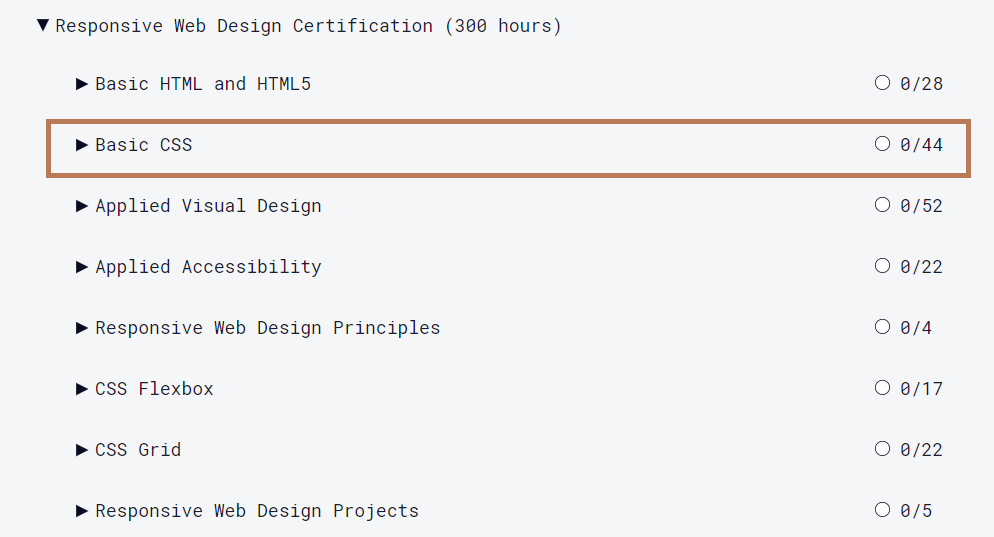 Responsive Web Design Certification (300 hours)
Basic HTML and HTML5 0/28
Basic CSS 0/44
Applied Visual Design 0/52
Applied Accessibility 0/22
Responsive Web Design Principles 0/4
CSS Flexbox 0/17
CSS Grid 0/22
Responsive Web Design Projects 0/5